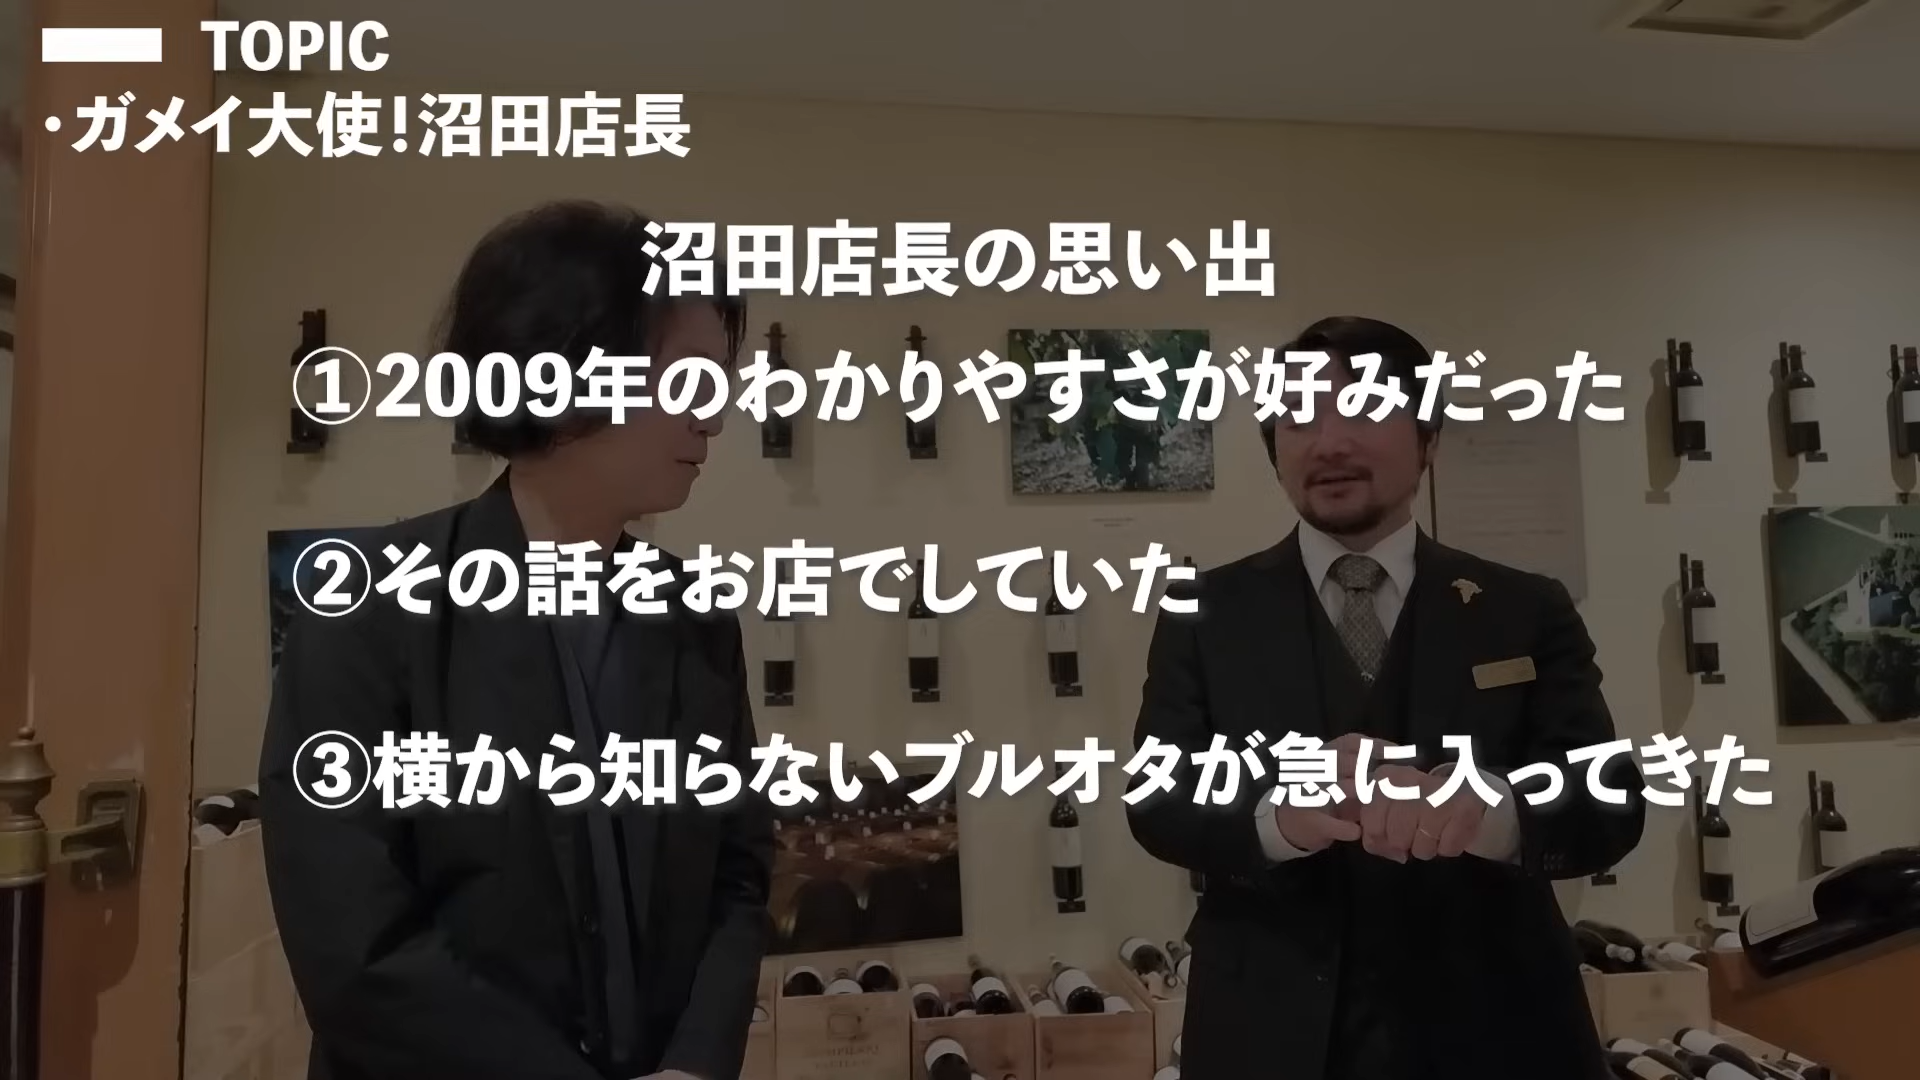 TOPIC
・ガメイ大使！沼田店長
沼田店長の思い出
①2009年のわかりやすさが好みだった
②その話をお店でしていた
③横から知らないブルオタが急に入ってきた